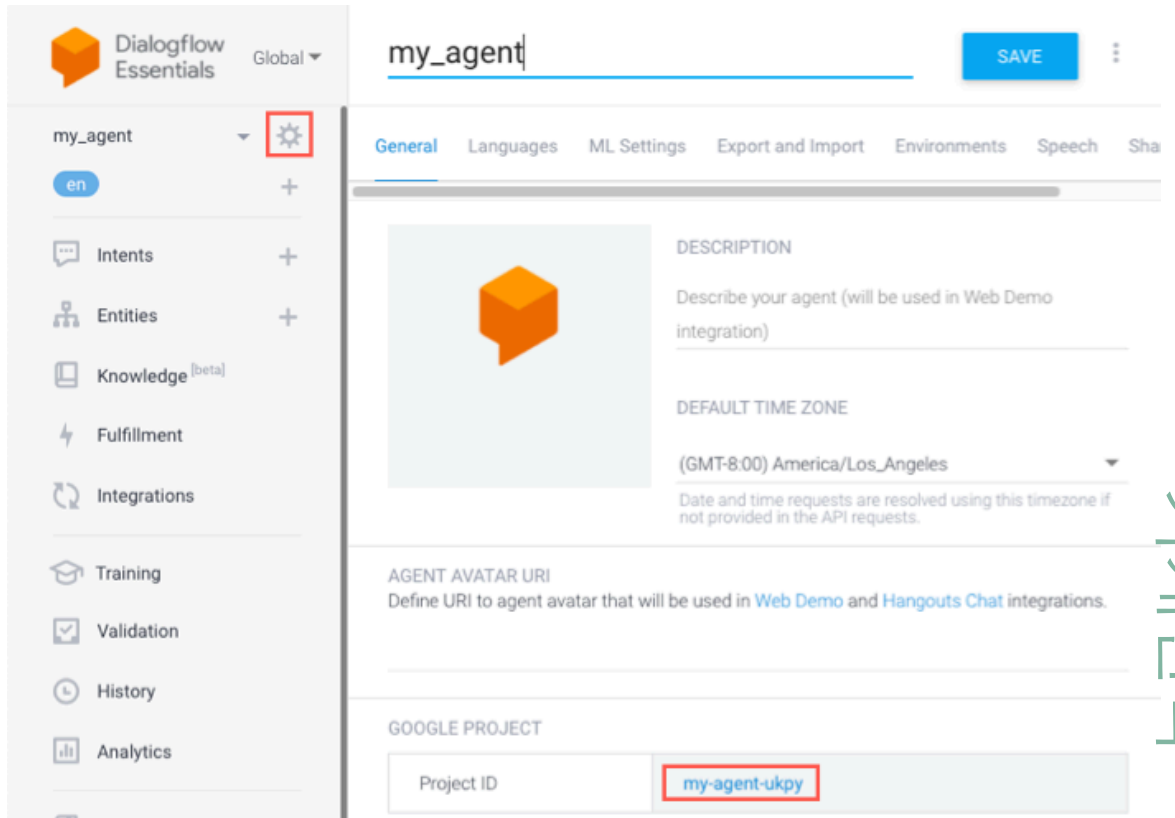 Dialogflow
Essentials
Global
my_agent
SAVE
my_agent
en
General Languages ML Settings Export and Import Environments Speech
Intents
Entities
Knowledge [beta]
Fulfillment
Integrations
Training
Validation
History
Analytics
DESCRIPTION
Describe your agent (will be used in Web Demo
integration)
DEFAULT TIME ZONE
(GMT-8:00) America/Los_Angeles
Date and time requests are resolved using this timezone if
not provided in the API requests.
AGENT AVATAR URI
Define URI to agent avatar that will be used in Web Demo and Hangouts Chat integrations.
GOOGLE PROJECT
Project ID
my-agent-ukpy